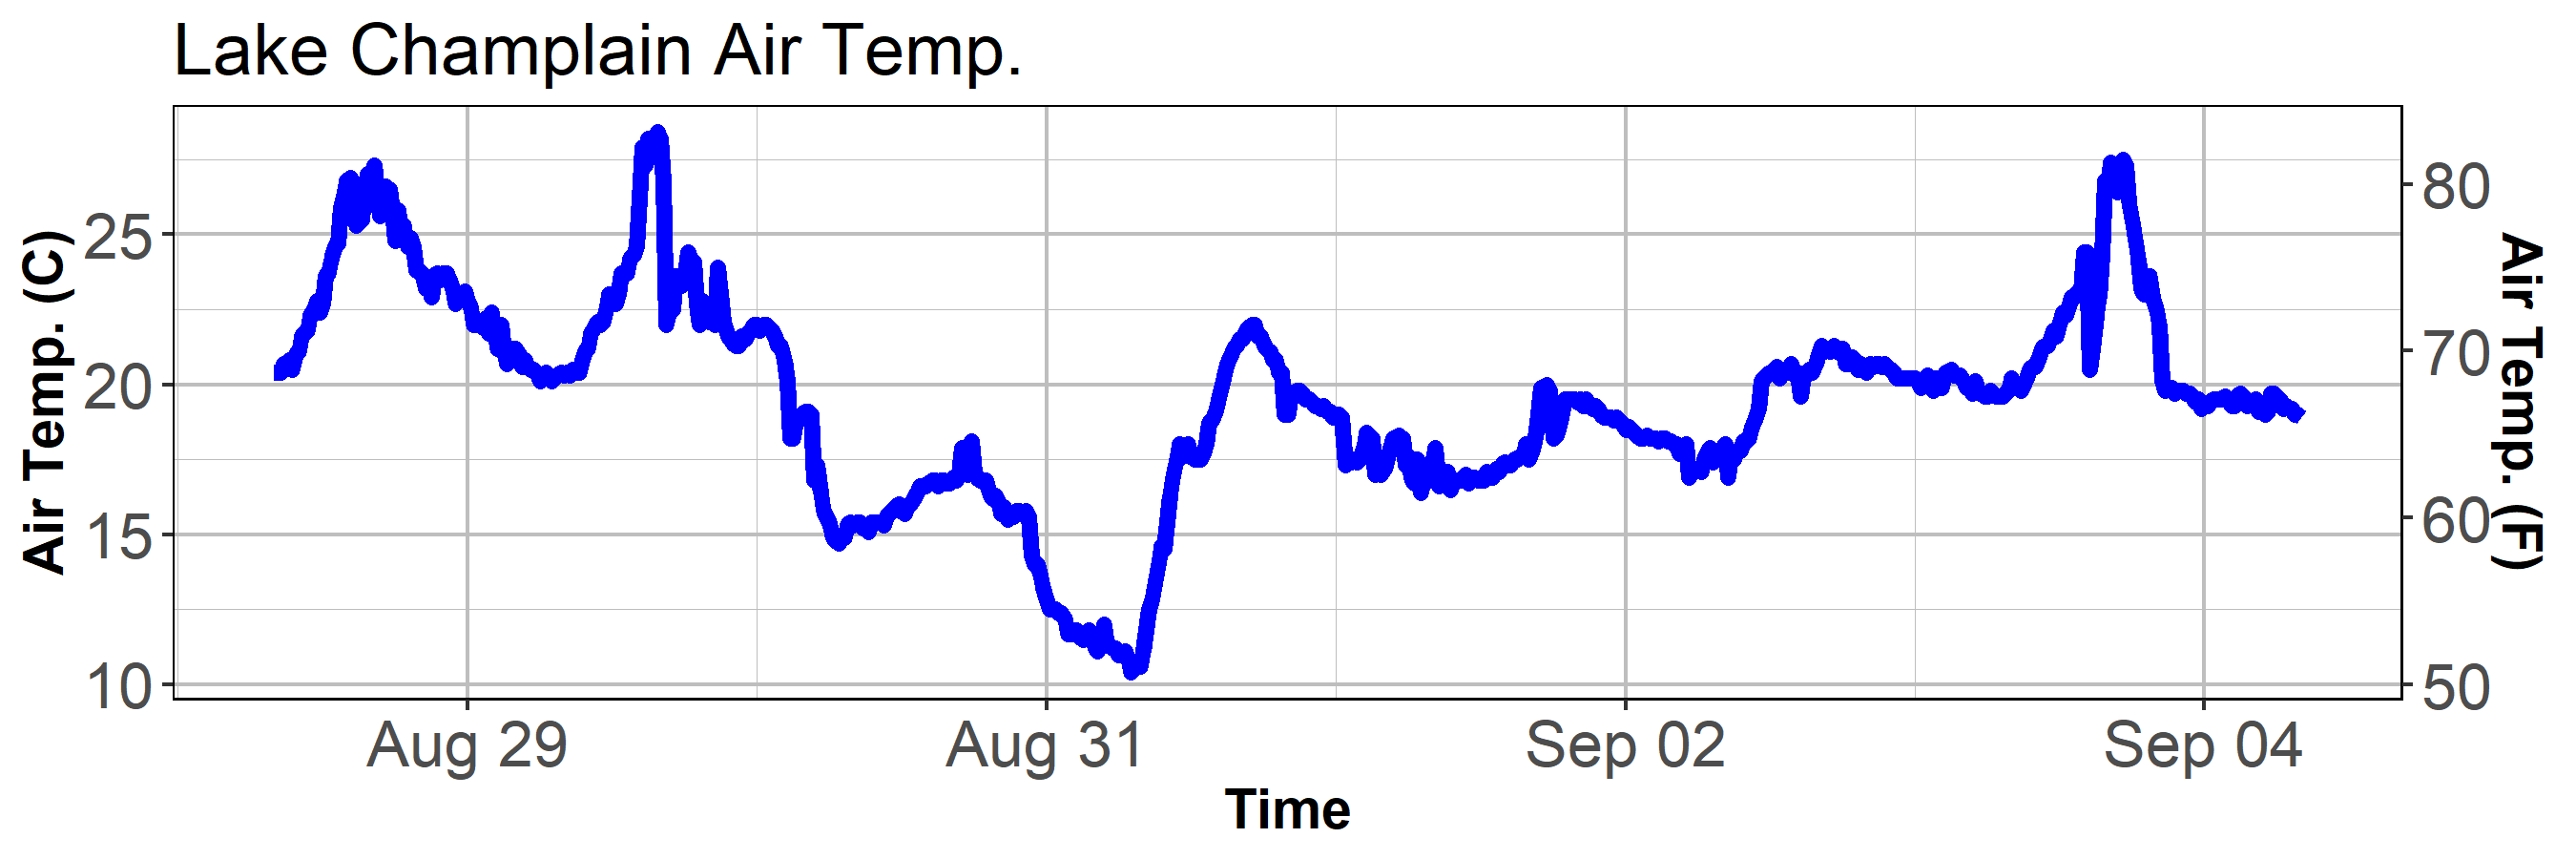 Lake Champlain Air Temp.
Air Temp. (C)
25
20
15
10
80
70
60
50
Air Temp. (F)
Aug 29
Aug 31
Sep 02
Sep 04
Time